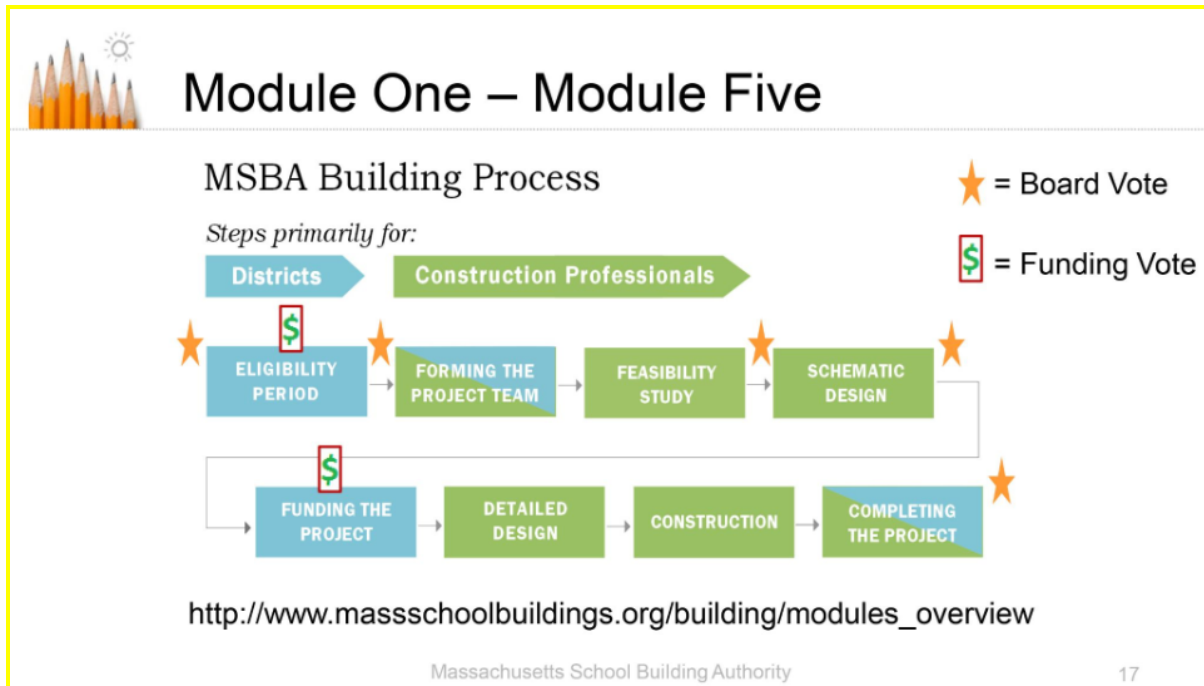 Module One – Module Five
MSBA Building Process
= Board Vote
Steps primarily for:
Districts
Construction Professionals
$ = Funding Vote
$
ELIGIBILITY
PERIOD
FORMING THE
PROJECT TEAM
FEASIBILITY
STUDY
SCHEMATIC
DESIGN
$
FUNDING THE
PROJECT
DETAILED
DESIGN
CONSTRUCTION
COMPLETING
THE PROJECT
http://www.massschoolbuildings.org/building/modules_overview
Massachusetts School Building Authority
17